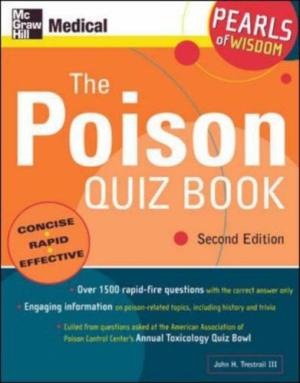 Mc
Graw
Hill
Medical
PEARLS
of WISDOM
The
Poison
QUIZ BOOK
CONCISE
• RAPID •
EFFECTIVE
Second Edition
• Over 1500 rapid-fire questions with the correct answer only
• Engaging information on poison-related topics, including history and trivia
• Culled from questions asked at the American Association of
Poison Control Center's Annual Toxicology Quiz Bowl
John H. Trestrail III